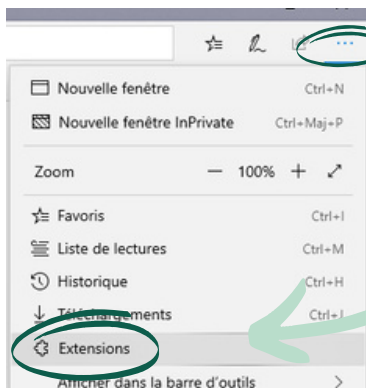 Nouvelle fenêtre Ctrl+N
Nouvelle fenêtre InPrivate Ctrl+Maj+P
Zoom — 100% +
Favoris Ctrl+I
Liste de lectures Ctrl+M
Historique Ctrl+H
Téléchargements Ctrl+J
Extensions
Afficher dans la barre d'outils >